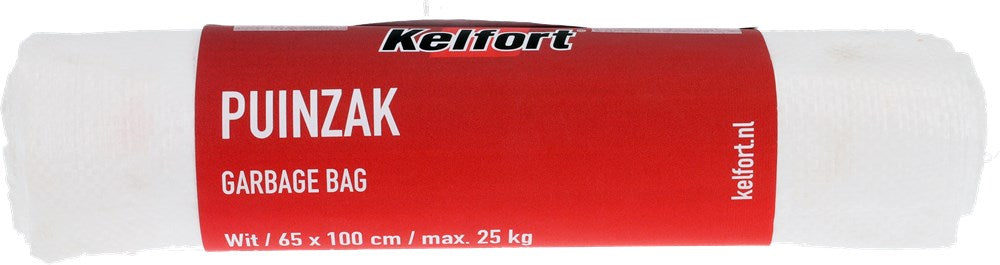 Kelfort®
PUINZAK
GARBAGE BAG
Wit / 65 x 100 cm / max. 25 kg
kelfort.nl